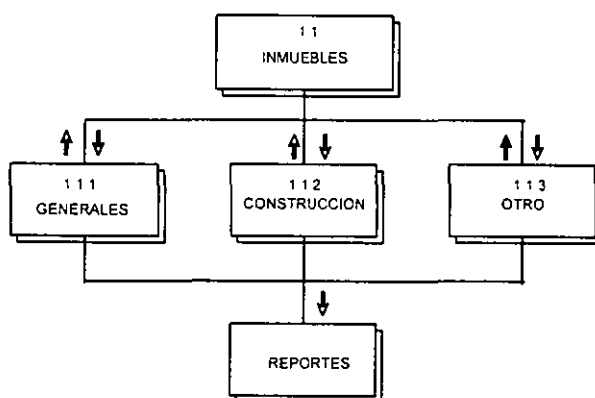 1 1
INMUEBLES
1 1 1
GENERALES
1 1 2
CONSTRUCCION
1 1 3
OTRO
REPORTES